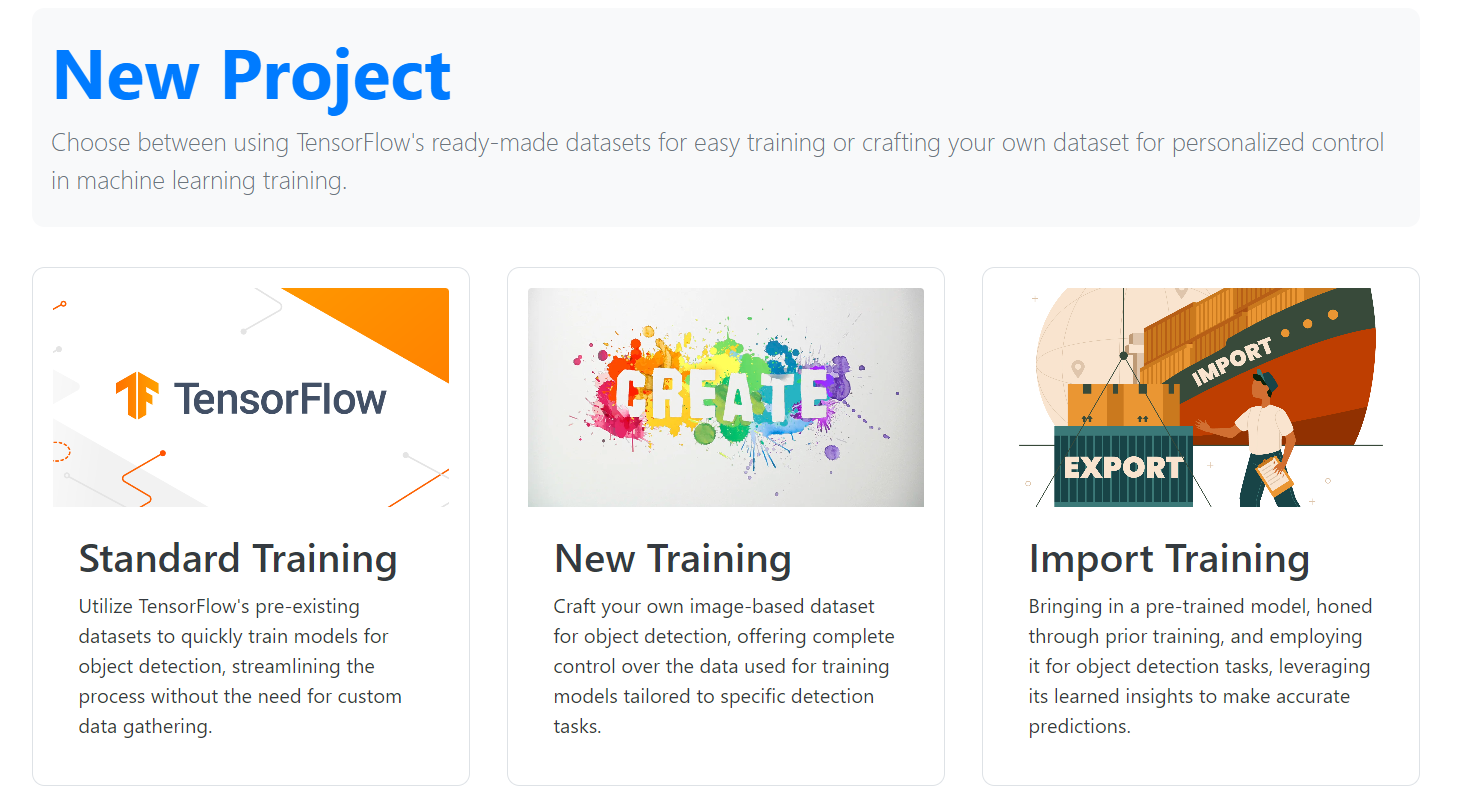 New Project
Choose between using TensorFlow's ready-made datasets for easy training or crafting your own dataset for personalized control
in machine learning training.
TensorFlow
Standard Training
Utilize TensorFlow's pre-existing
datasets to quickly train models for
object detection, streamlining the
process without the need for custom
data gathering.
CREATE
New Training
Craft your own image-based dataset
for object detection, offering complete
control over the data used for training
models tailored to specific detection
tasks.
IMPORT
EXPORT
Import Training
Bringing in a pre-trained model, honed
through prior training, and employing
it for object detection tasks, leveraging
its learned insights to make accurate
predictions.